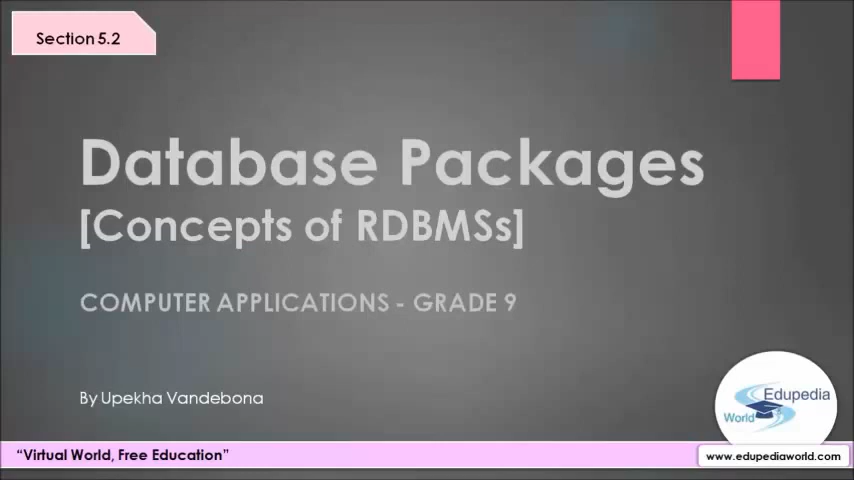 Section 5.2
Database Packages
[Concepts of RDBMSs]
COMPUTER APPLICATIONS - GRADE 9
By Upekha Vandebona
Edupedia
World
“Virtual World, Free Education”
www.edupediaworld.com